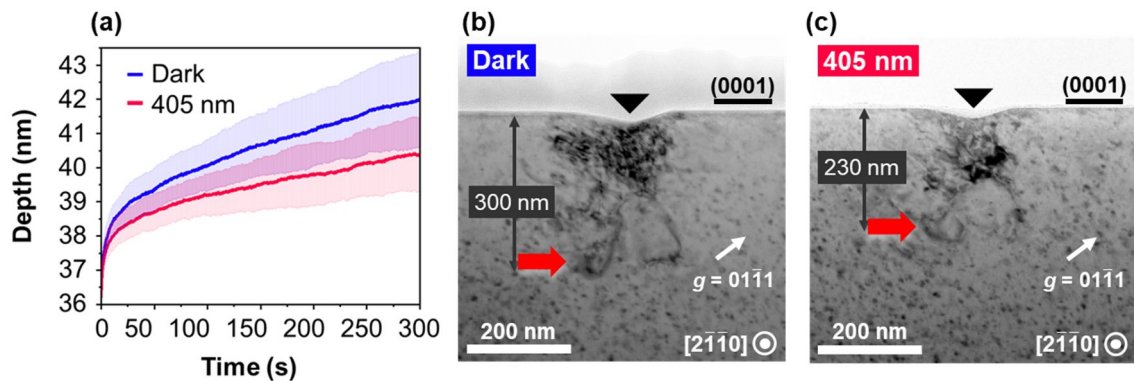 (a)
Depth (nm)
43
42
41
40
39
38
37
36
Dark
405 nm
0 50 100 150 200 250 300
Time (s)
(b)
Dark
(0001)
300 nm
g = 011̅1
200 nm
[21̅1̅0]
(c)
405 nm
(0001)
230 nm
g = 011̅1
200 nm
[21̅1̅0]